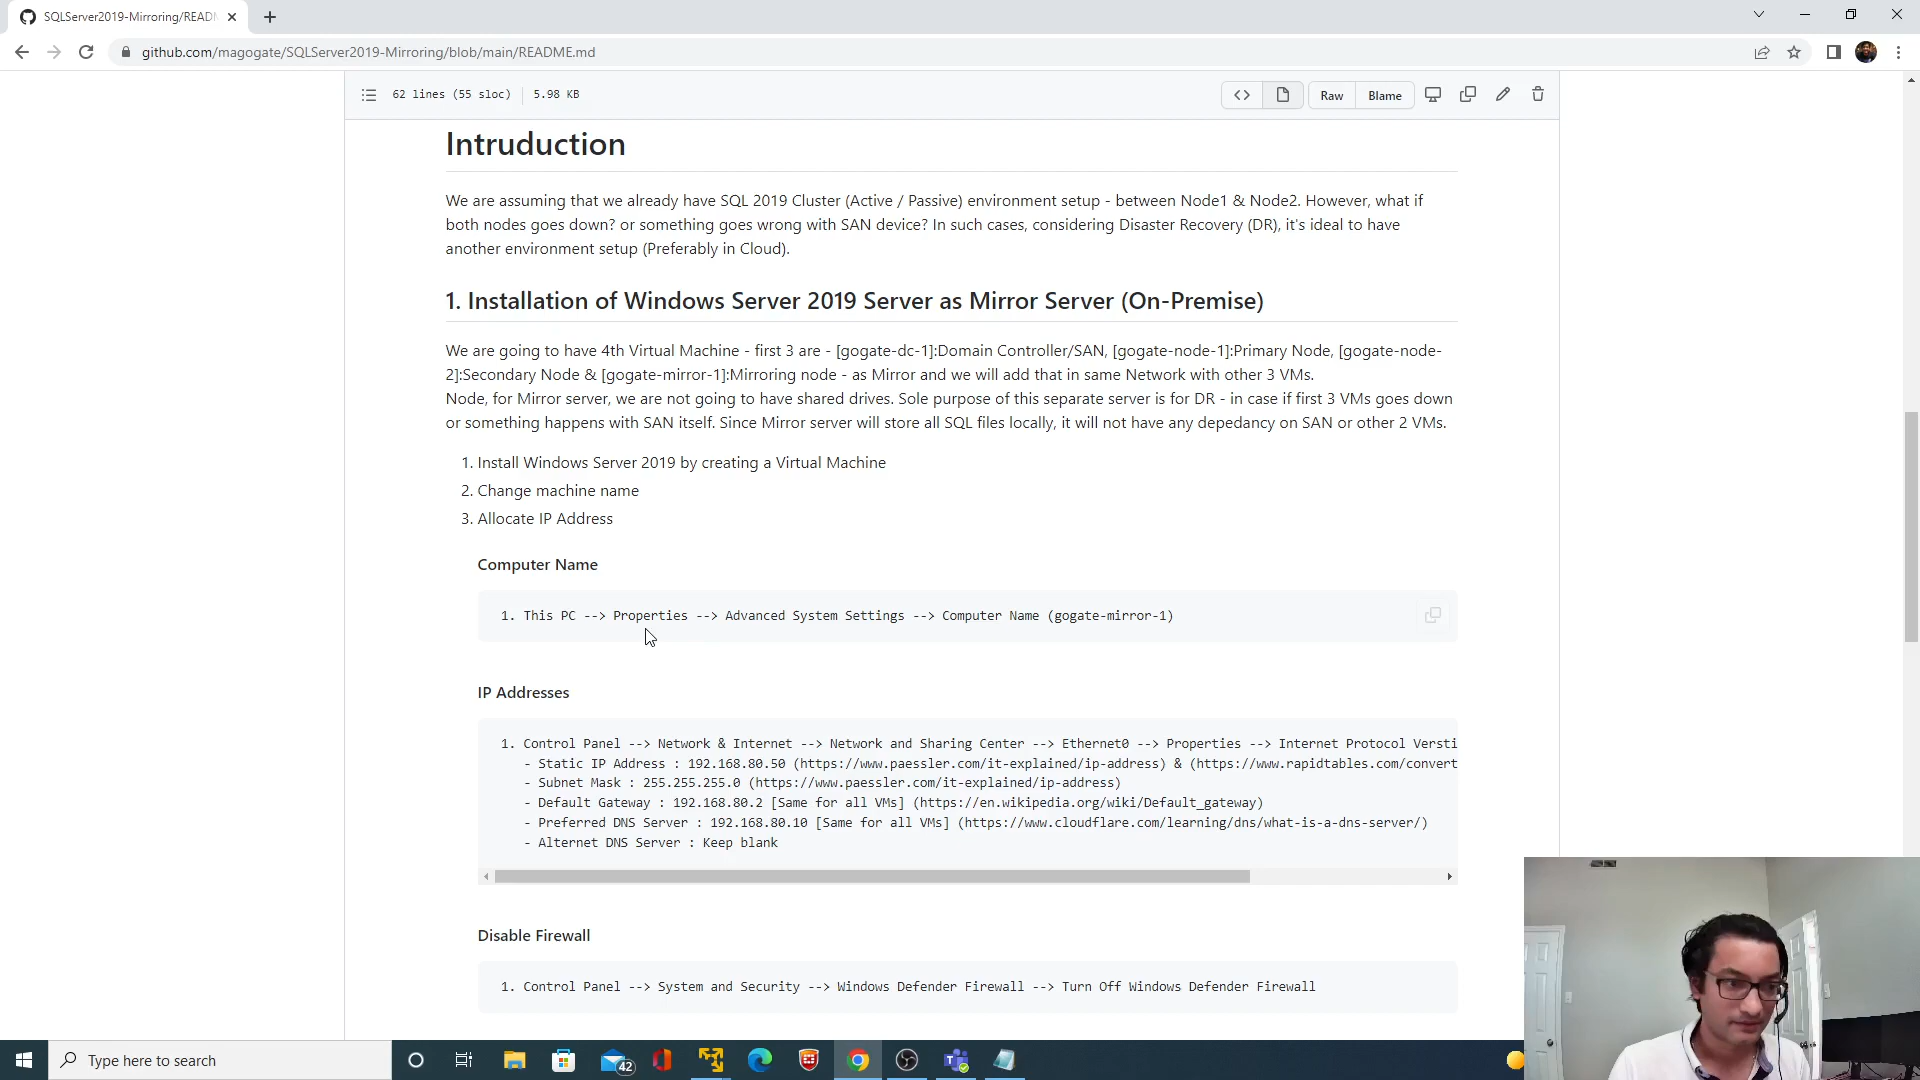 SQLServer2019-Mirroring/READ
github.com/magogate/SQLServer2019-Mirroring/blob/main/README.md
62 lines (55 sloc) 5.98 KB
Raw Blame
Intruduction
We are assuming that we already have SQL 2019 Cluster (Active / Passive) environment setup - between Node1 & Node2. However, what if
both nodes goes down? or something goes wrong with SAN device? In such cases, considering Disaster Recovery (DR), it's ideal to have
another environment setup (Preferably in Cloud).
1. Installation of Windows Server 2019 Server as Mirror Server (On-Premise)
We are going to have 4th Virtual Machine - first 3 are - [gogate-dc-1]:Domain Controller/SAN, [gogate-node-1]:Primary Node, [gogate-node-
2]:Secondary Node & [gogate-mirror-1]:Mirroring node - as Mirror and we will add that in same Network with other 3 VMs.
Node, for Mirror server, we are not going to have shared drives. Sole purpose of this separate server is for DR - in case if first 3 VMs goes down
or something happens with SAN itself. Since Mirror server will store all SQL files locally, it will not have any depedancy on SAN or other 2 VMs.
1. Install Windows Server 2019 by creating a Virtual Machine
2. Change machine name
3. Allocate IP Address
Computer Name
1. This PC --> Properties --> Advanced System Settings --> Computer Name (gogate-mirror-1)
IP Addresses
1. Control Panel --> Network & Internet --> Network and Sharing Center --> Ethernet0 --> Properties --> Internet Protocol Versti
- Static IP Address : 192.168.80.50 (https://www.paessler.com/it-explained/ip-address) & (https://www.rapidtables.com/convert
- Subnet Mask : 255.255.255.0 (https://www.paessler.com/it-explained/ip-address)
- Default Gateway : 192.168.80.2 [Same for all VMs] (https://en.wikipedia.org/wiki/Default_gateway)
- Preferred DNS Server : 192.168.80.10 [Same for all VMs] (https://www.cloudflare.com/learning/dns/what-is-a-dns-server/)
- Alternet DNS Server : Keep blank
Disable Firewall
1. Control Panel --> System and Security --> Windows Defender Firewall --> Turn Off Windows Defender Firewall
Type here to search
42